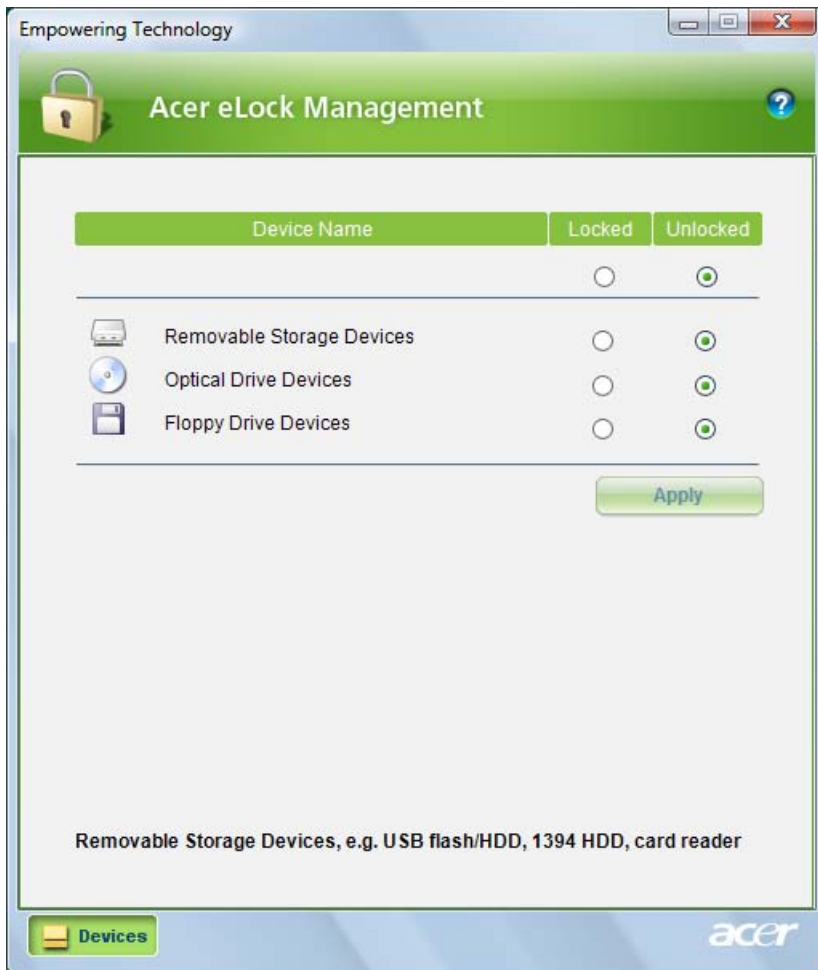 Empowering Technology
Acer eLock Management
?
Device Name Locked Unlocked
Removable Storage Devices
Optical Drive Devices
Floppy Drive Devices
Apply
Removable Storage Devices, e.g. USB flash/HDD, 1394 HDD, card reader
Devices
acer